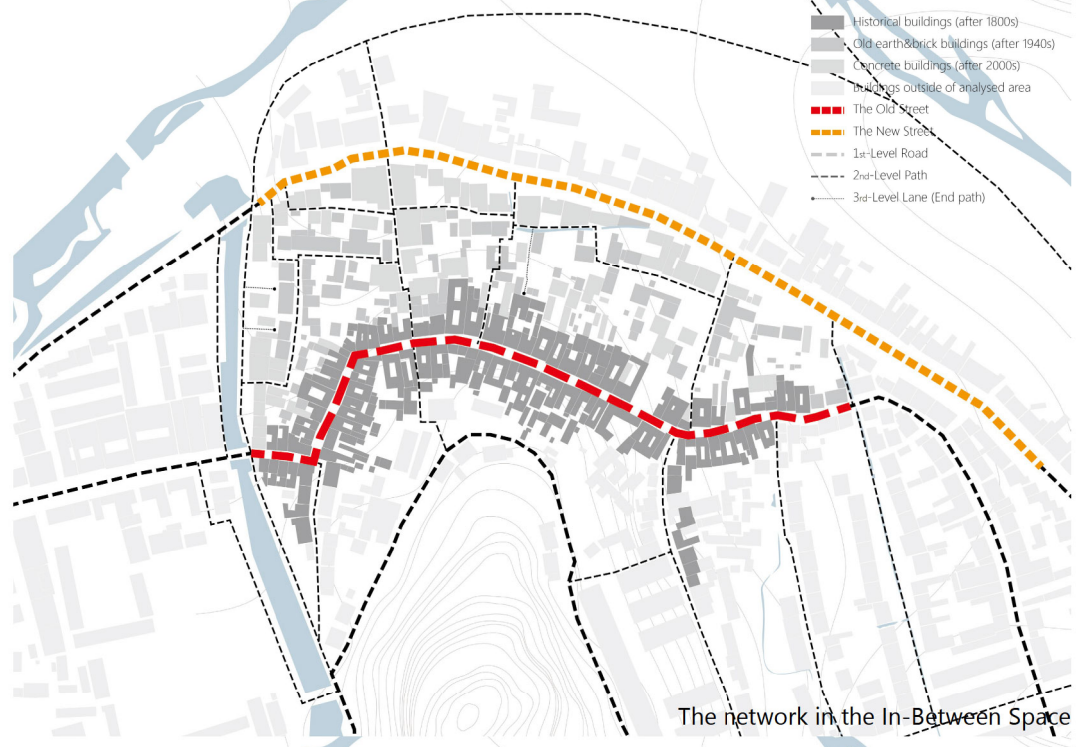 Historical buildings (after 1800s)
Old earth&brick buildings (after 1940s)
Concrete buildings (after 2000s)
Buildings outside of analysed area
The Old Street
The New Street
1st-Level Road
2nd-Level Path
3rd-Level Lane (End path)
The network in the In-Between Space